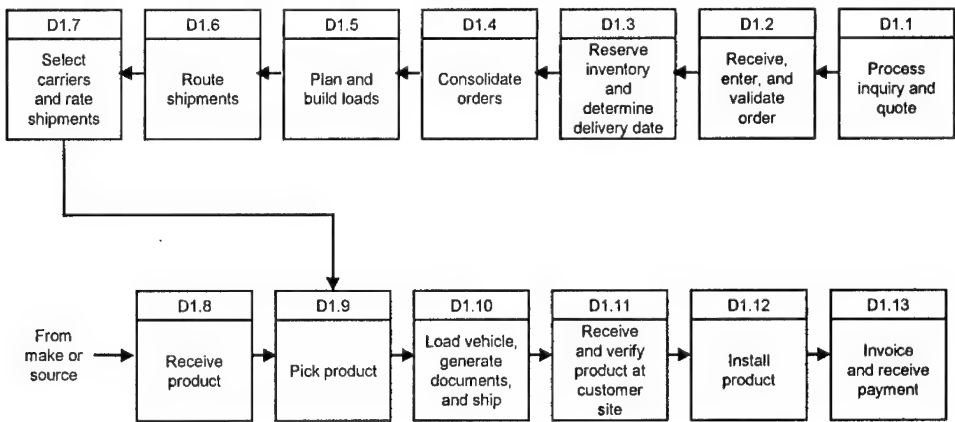 D1.7
D1.6
D1.5
D1.4
D1.3
D1.2
D1.1
Select
carriers
and rate
shipments
Route
shipments
Plan and
build loads
Consolidate
orders
Reserve
inventory
and
determine
delivery date
Receive,
enter, and
validate
order
Process
inquiry and
quote
From
make or
source
D1.8
D1.9
D1.10
D1.11
D1.12
D1.13
Receive
product
Pick product
Load vehicle,
generate
documents,
and ship
Receive
and verify
product at
customer
site
Install
product
Invoice
and receive
payment